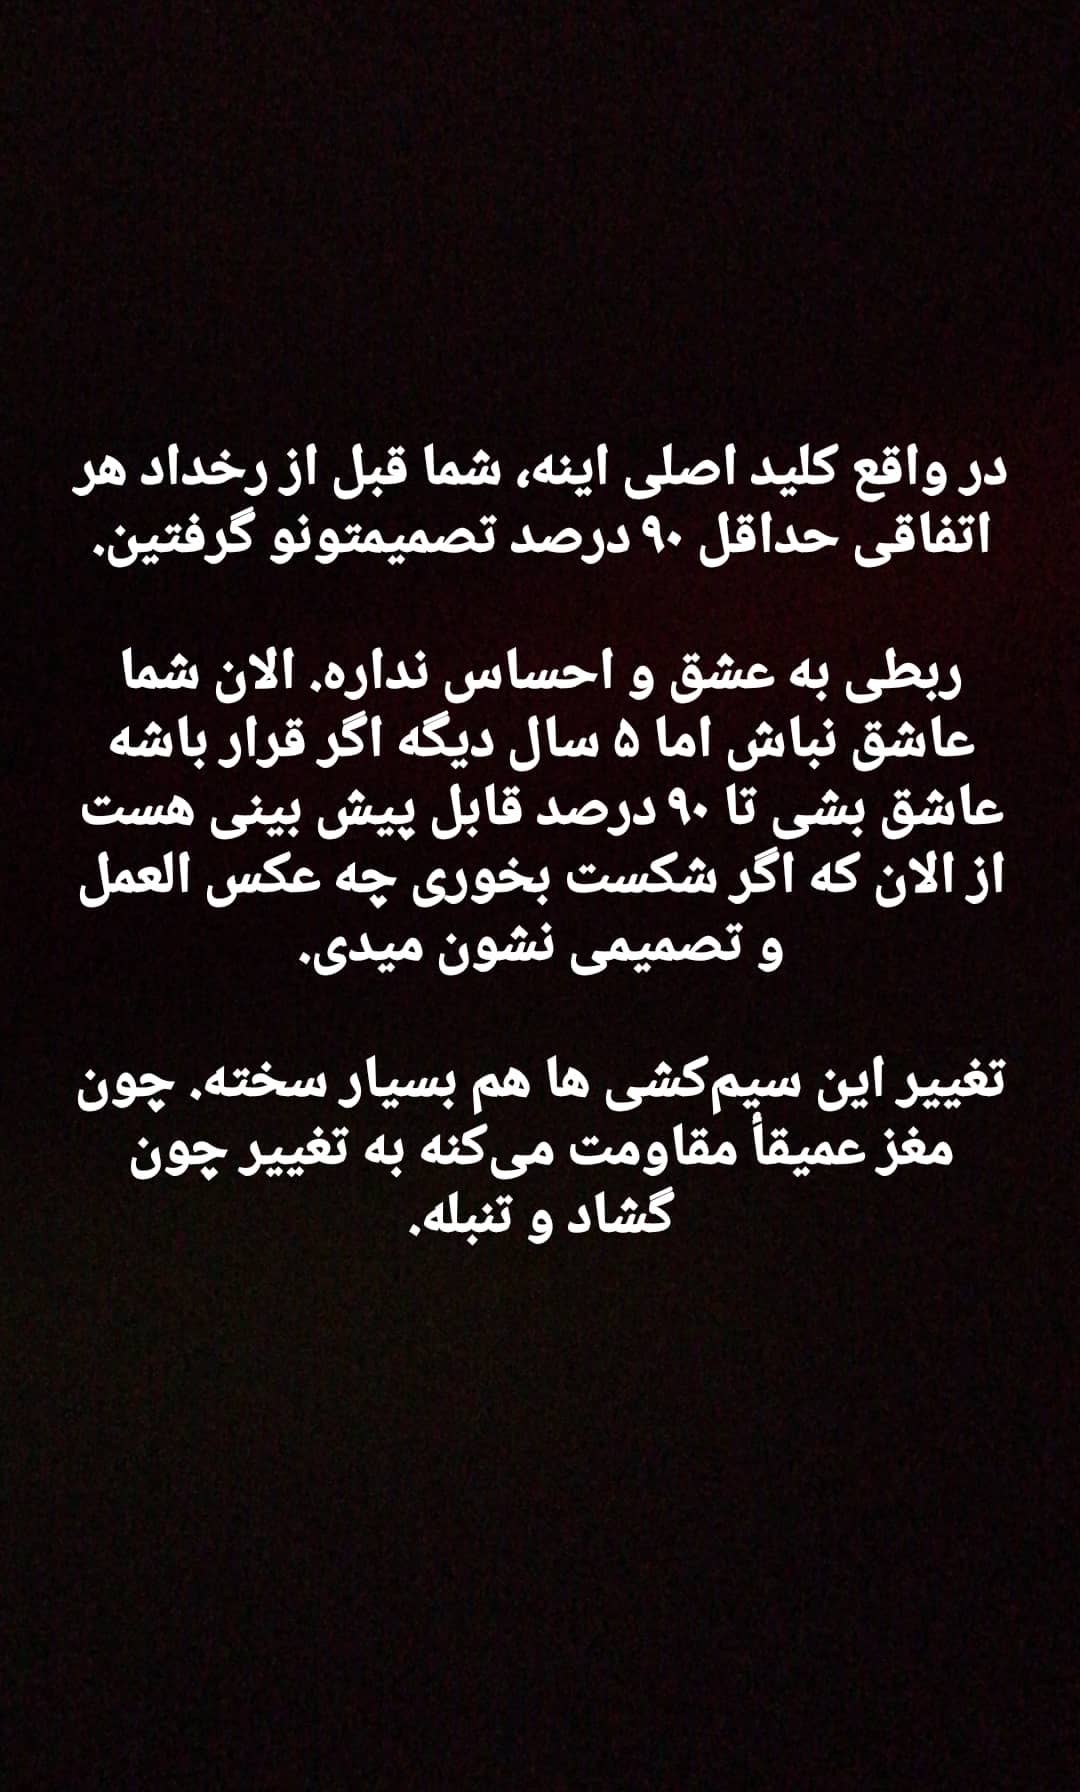 در واقع کلید اصلی اینه، شما قبل از رخداد هر
اتفاقی حداقل ۹۰ درصد تصمیمتونو گرفتین.
ربطی به عشق و احساس نداره. الان شما
عاشق نباش اما ۵ سال دیگه اگر قرار باشه
عاشق بشی تا ۹۰ درصد قابل پیش بینی هست
از الان که اگر شکست بخوری چه عکس العمل
و تصمیمی نشون میدی.
تغییر این سیم‌کشی ها هم بسیار سخته. چون
مغز عمیقأ مقاومت می‌کنه به تغییر چون
گشاد و تنبله.